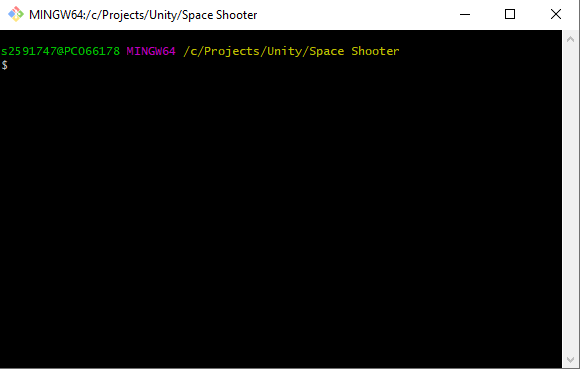 MINGW64:/c/Projects/Unity/Space Shooter
s2591747@PC066178 MINGW64 /c/Projects/Unity/Space Shooter
$